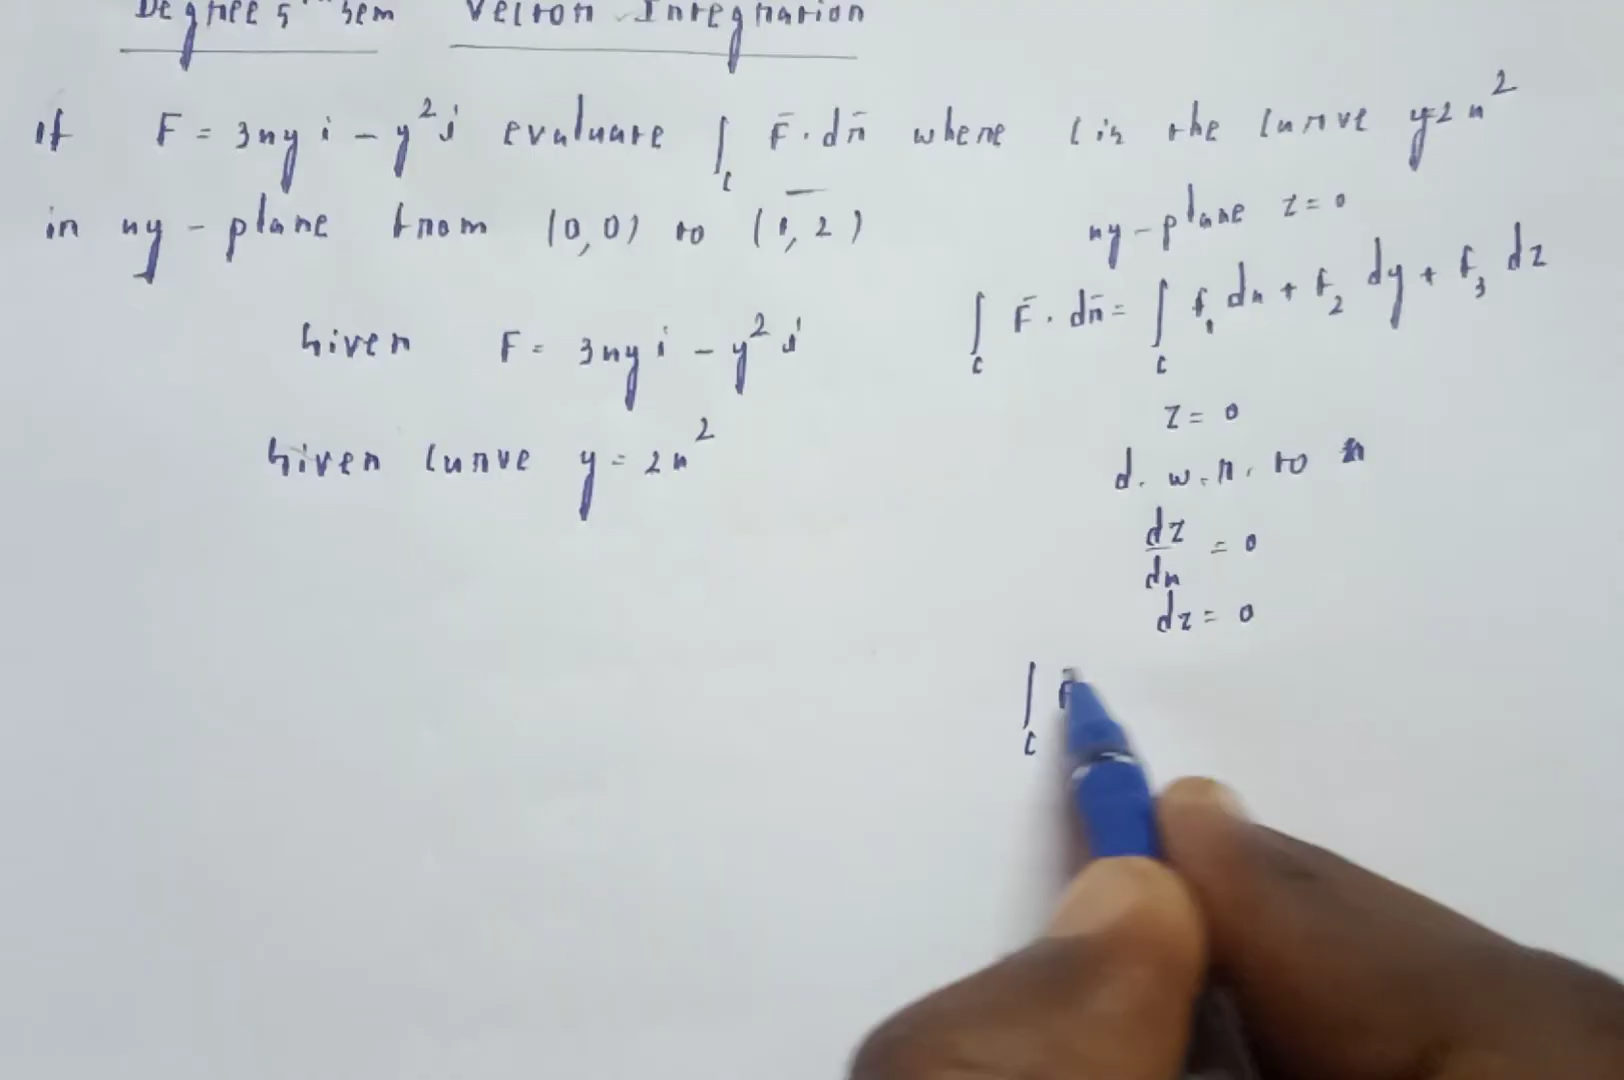 Degree 5th Sem Vector Integration
If F = 3xy i - y² j evaluate ∫c F̄ · dr̄ where C is the curve y=2x²
in xy - plane from (0,0) to (1,2)
xy - plane z = 0
∫c F̄ · dr̄ = ∫c f₁ dx + f₂ dy + f₃ dz
Given F = 3xy i - y² j
z = 0
Given curve y = 2x²
d. w. r. to x
dz/dx = 0
dz = 0
∫c F